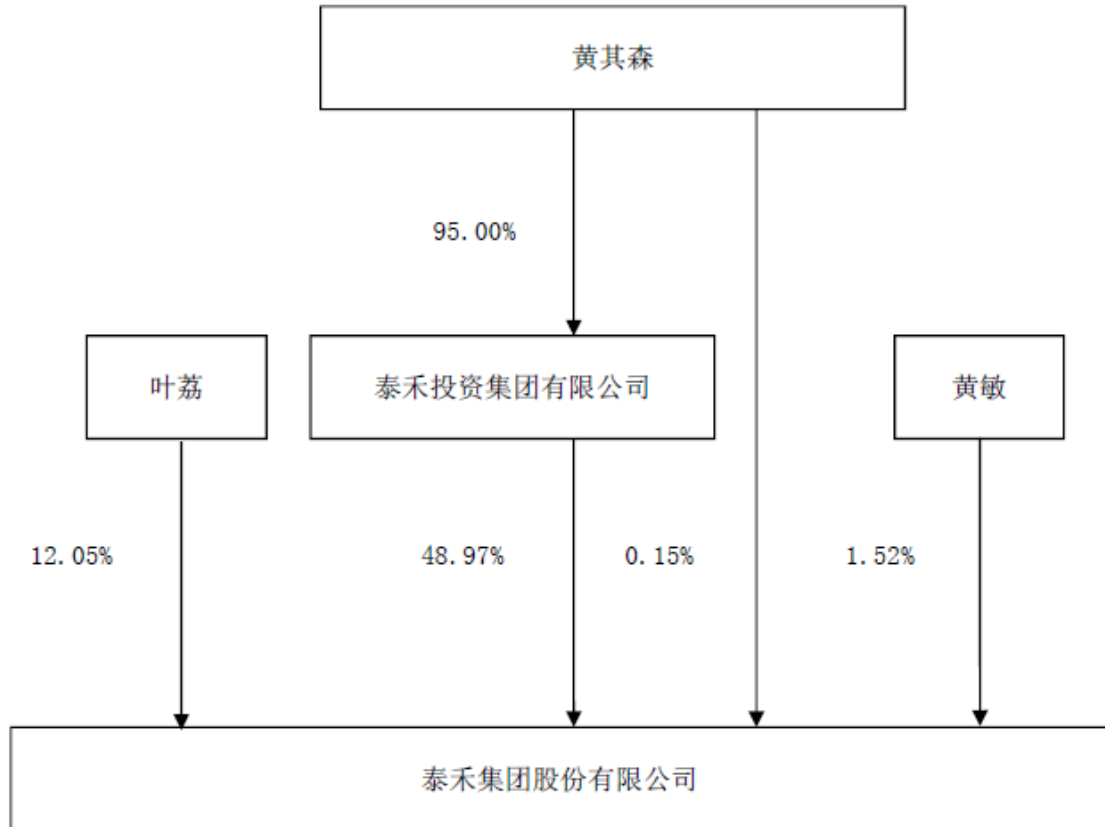 黄其森
95.00%
叶荔
泰禾投资集团有限公司
黄敏
12.05%
48.97%
0.15%
1.52%
泰禾集团股份有限公司